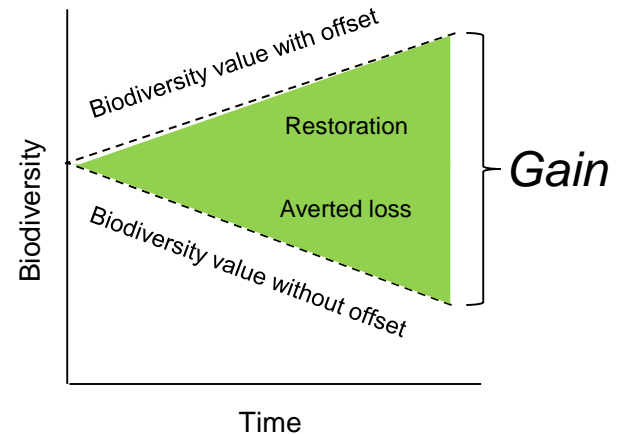 Biodiversity value with offset
Restoration
Gain
Biodiversity
Averted loss
Biodiversity value without offset
Time